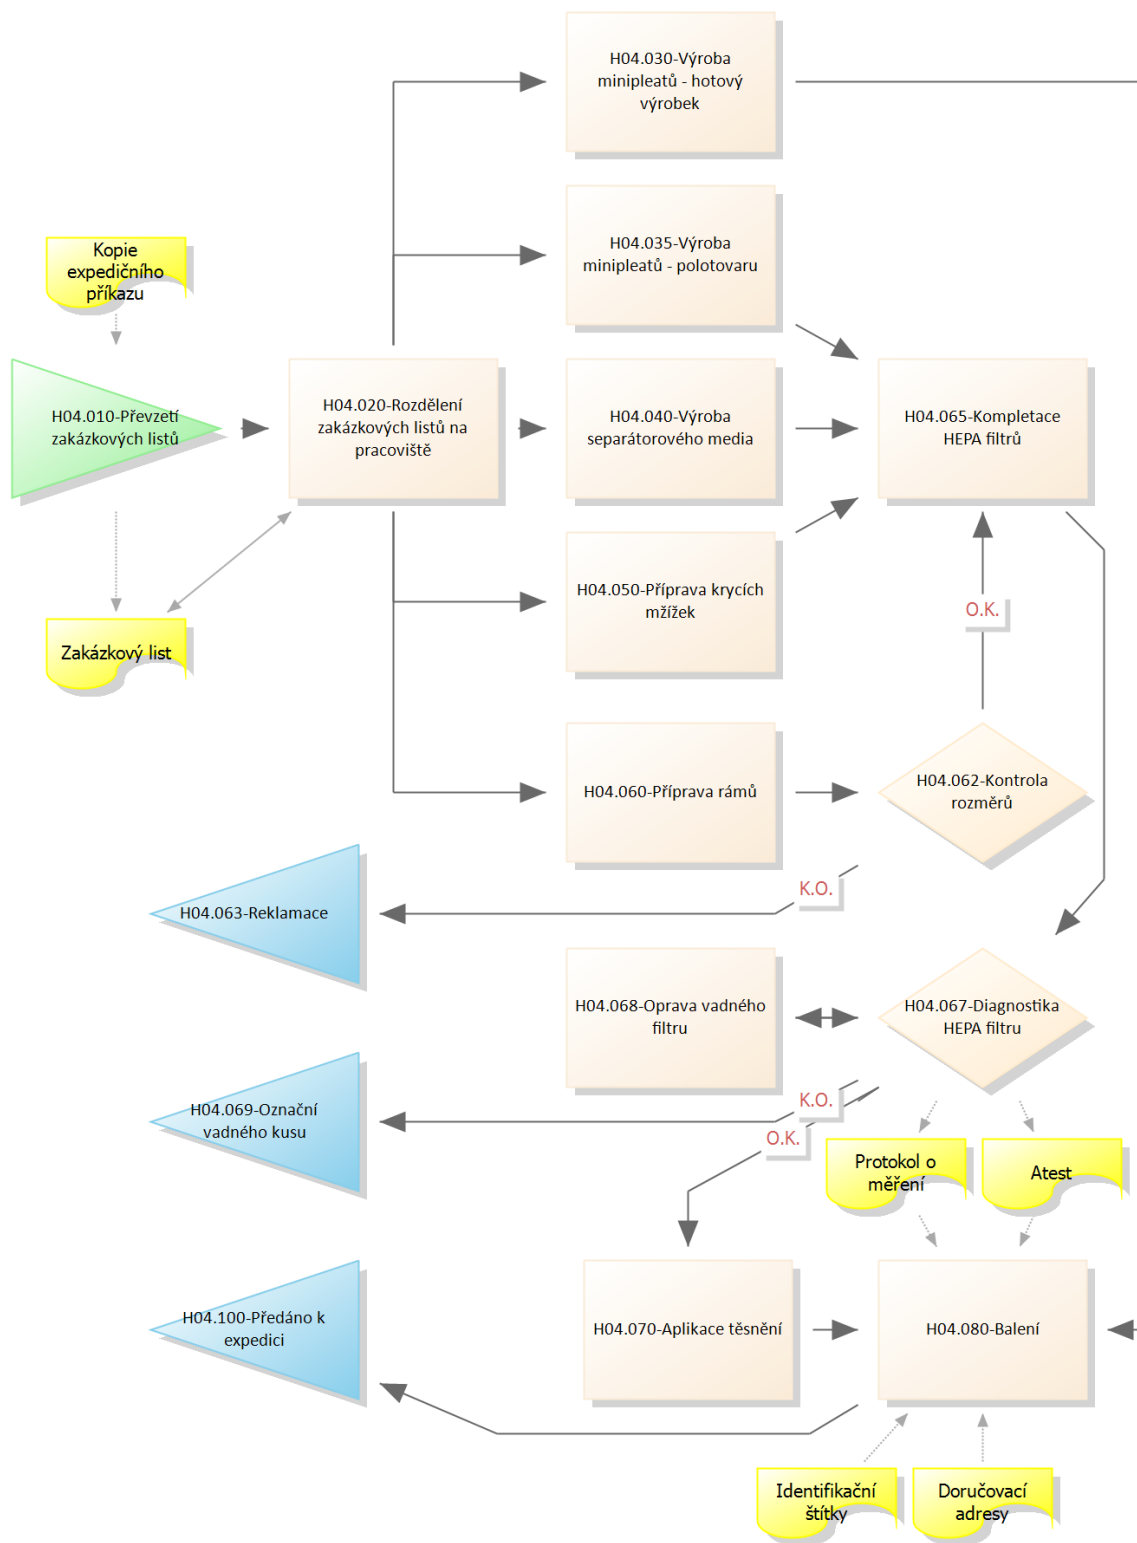 H04.030-Výroba
minipleatů - hotový
výrobek
H04.035-Výroba
minipleatů - polotovaru
Kopie
expedičního
příkazu
H04.010-Převzetí
zakázkových listů
H04.020-Rozdělení
zakázkových listů na
pracoviště
H04.040-Výroba
separátorového media
H04.065-Kompletace
HEPA filtrů
H04.050-Příprava krycích
mžížek
O.K.
Zakázkový list
H04.060-Příprava rámů
H04.062-Kontrola
rozměrů
K.O.
H04.063-Reklamace
H04.068-Oprava vadného
filtru
H04.067-Diagnostika
HEPA filtru
K.O.
H04.069-Označní
vadného kusu
O.K.
Protokol o
měření
Atest
H04.100-Předáno k
expedici
H04.070-Aplikace těsnění
H04.080-Balení
Identifikační
štítky
Doručovací
adresy